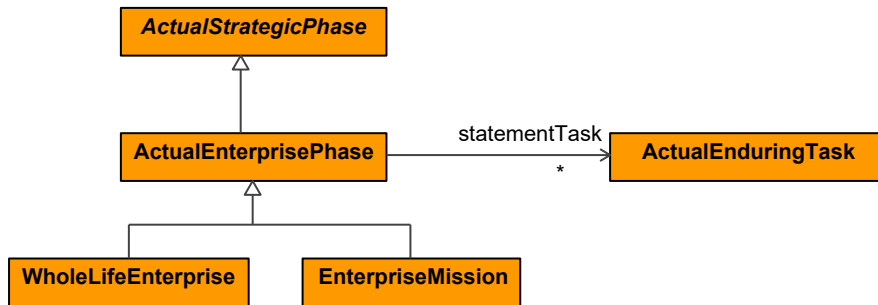 ActualStrategicPhase
statementTask
ActualEnterprisePhase
ActualEnduringTask
*
WholeLifeEnterprise
EnterpriseMission